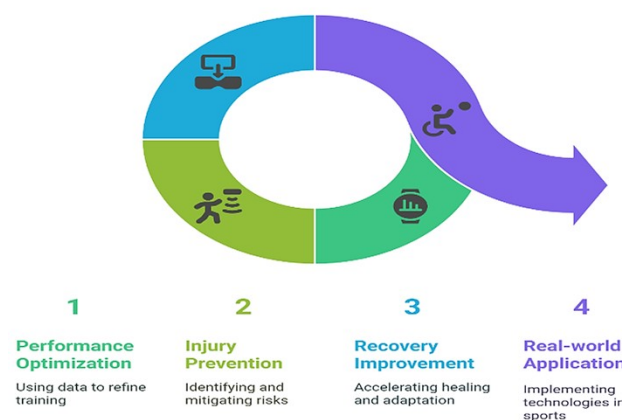 1
Performance
Optimization
Using data to refine
training
2
Injury
Prevention
Identifying and
mitigating risks
3
Recovery
Improvement
Accelerating healing
and adaptation
4
Real-world
Application
Implementing
technologies in
sports